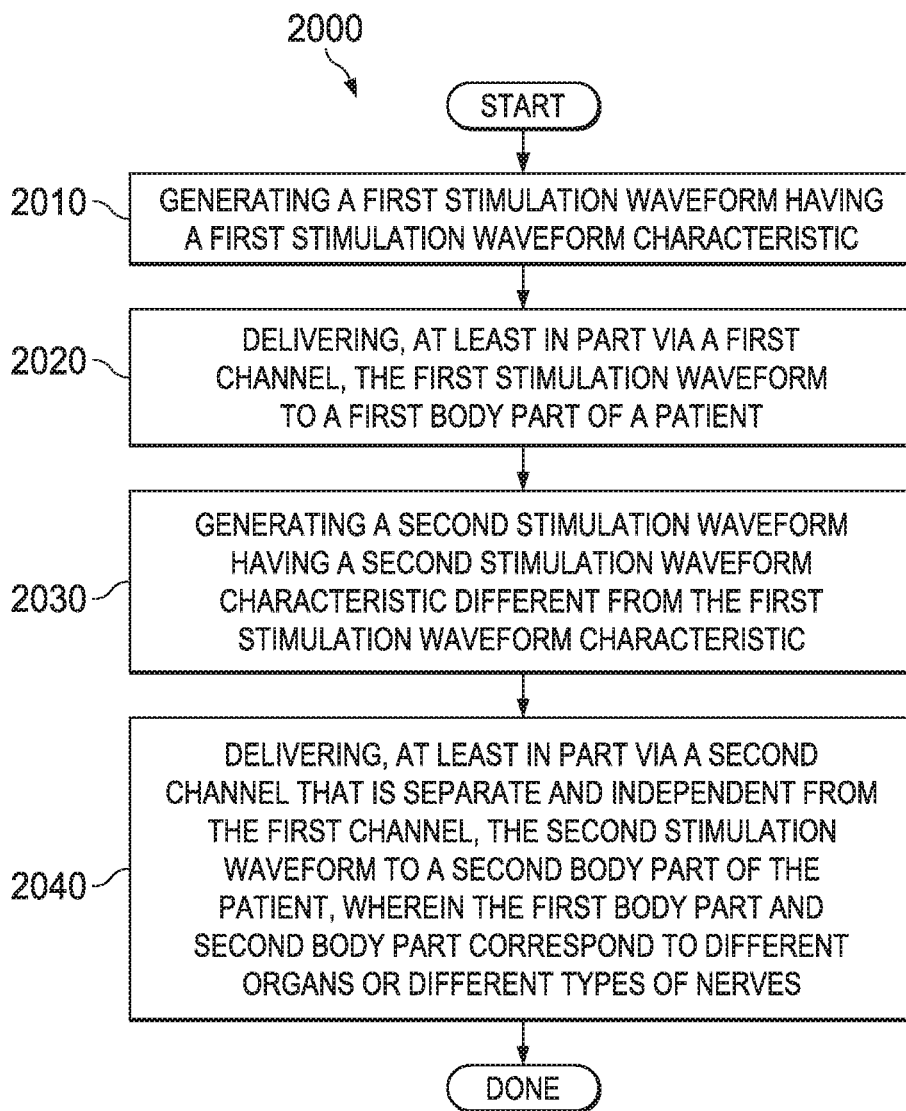 2000
START
2010
GENERATING A FIRST STIMULATION WAVEFORM HAVING
A FIRST STIMULATION WAVEFORM CHARACTERISTIC
2020
DELIVERING, AT LEAST IN PART VIA A FIRST
CHANNEL, THE FIRST STIMULATION WAVEFORM
TO A FIRST BODY PART OF A PATIENT
2030
GENERATING A SECOND STIMULATION WAVEFORM
HAVING A SECOND STIMULATION WAVEFORM
CHARACTERISTIC DIFFERENT FROM THE FIRST
STIMULATION WAVEFORM CHARACTERISTIC
2040
DELIVERING, AT LEAST IN PART VIA A SECOND
CHANNEL THAT IS SEPARATE AND INDEPENDENT FROM
THE FIRST CHANNEL, THE SECOND STIMULATION
WAVEFORM TO A SECOND BODY PART OF THE
PATIENT, WHEREIN THE FIRST BODY PART AND
SECOND BODY PART CORRESPOND TO DIFFERENT
ORGANS OR DIFFERENT TYPES OF NERVES
DONE